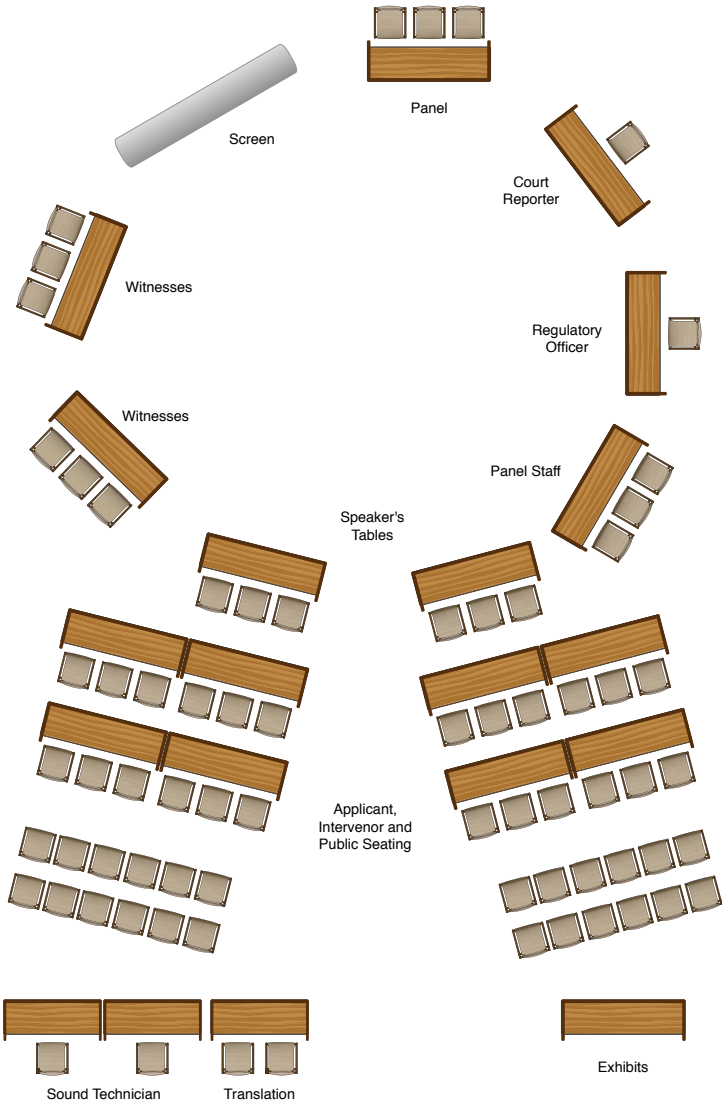 Panel
Screen
Court
Reporter
Witnesses
Regulatory
Officer
Witnesses
Panel Staff
Speaker's
Tables
Applicant,
Intervenor and
Public Seating
Exhibits
Sound Technician
Translation